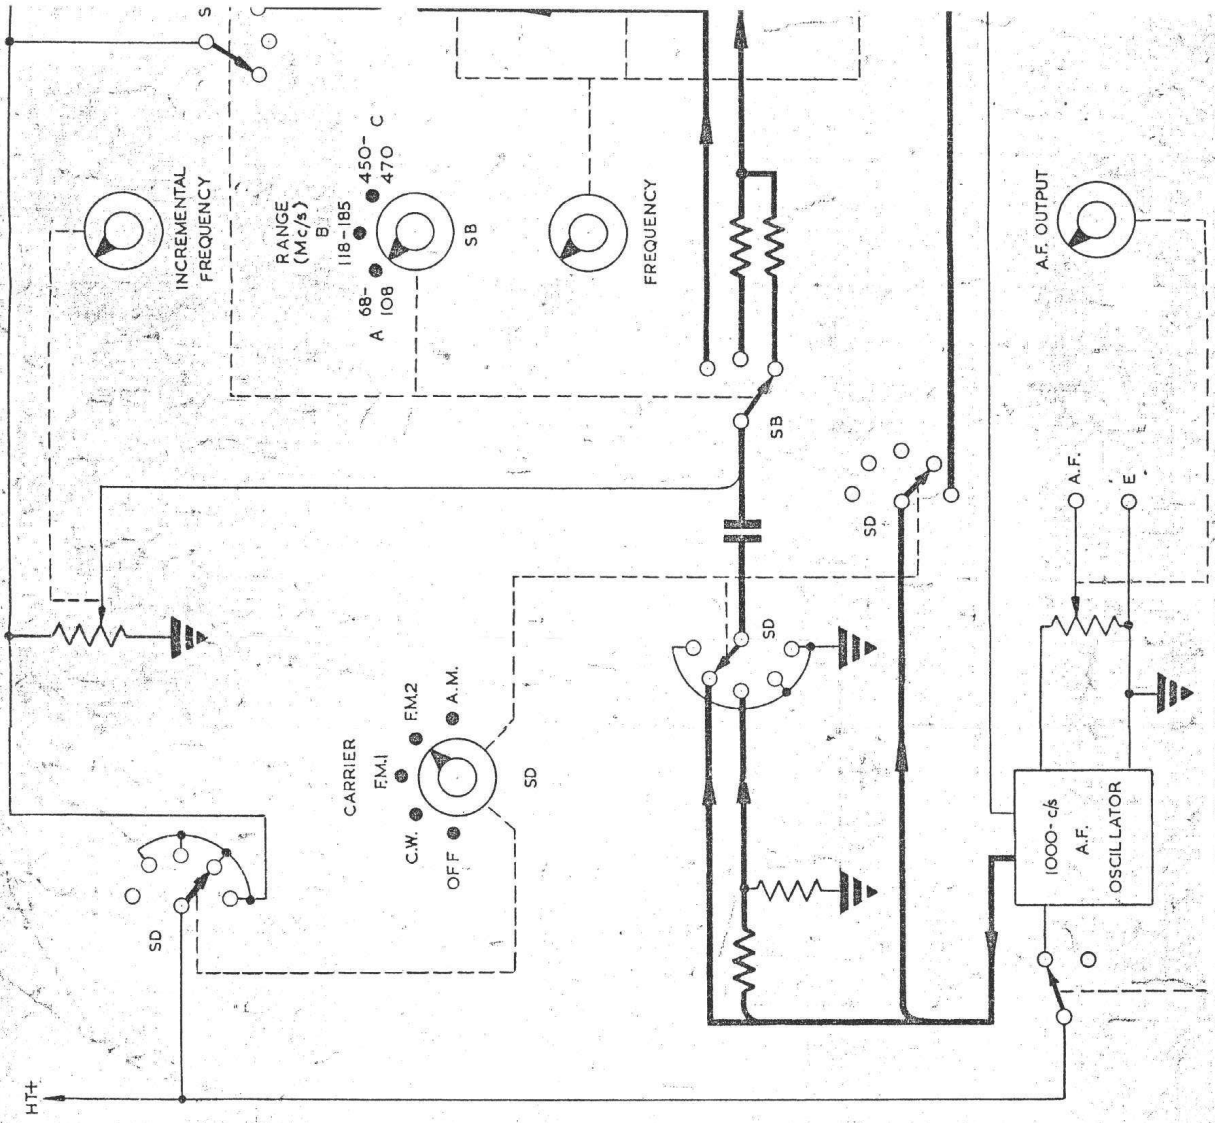 S
INCREMENTAL
FREQUENCY
RANGE
(Mc/s)
A
68-
108
B
118-185
450-
470
C
SB
FREQUENCY
A.F. OUTPUT
SB
SD
A.F.
E
SD
CARRIER
OFF
C.W.
F.M.1
F.M.2
A.M.
SD
SD
1000-c/s
A.F.
OSCILLATOR
HT+